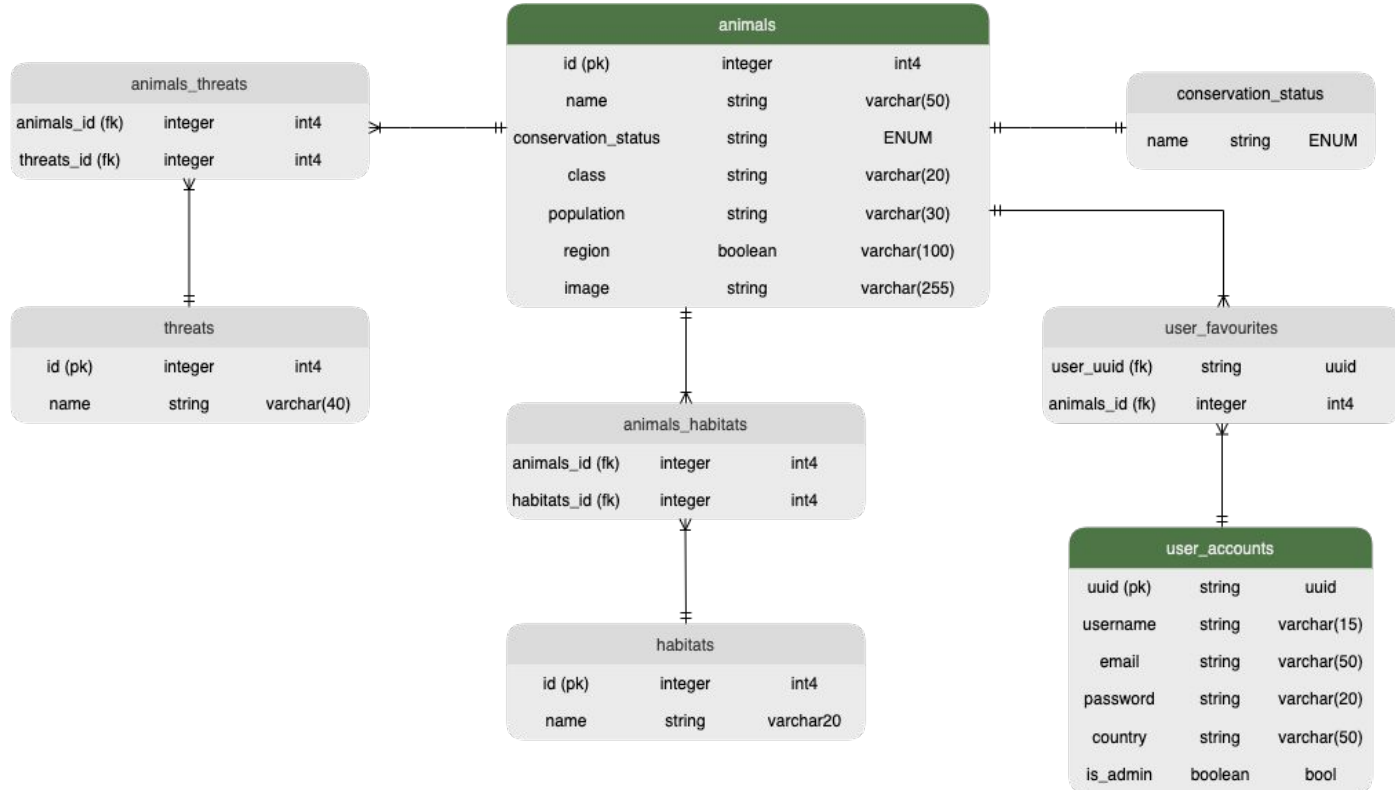 animals
id (pk) integer int4
name string varchar(50)
conservation_status string ENUM
class string varchar(20)
population string varchar(30)
region boolean varchar(100)
image string varchar(255)
animals_threats
animals_id (fk) integer int4
threats_id (fk) integer int4
conservation_status
name string ENUM
threats
id (pk) integer int4
name string varchar(40)
user_favourites
user_uuid (fk) string uuid
animals_id (fk) integer int4
animals_habitats
animals_id (fk) integer int4
habitats_id (fk) integer int4
user_accounts
uuid (pk) string uuid
username string varchar(15)
email string varchar(50)
password string varchar(20)
country string varchar(50)
is_admin boolean bool
habitats
id (pk) integer int4
name string varchar20